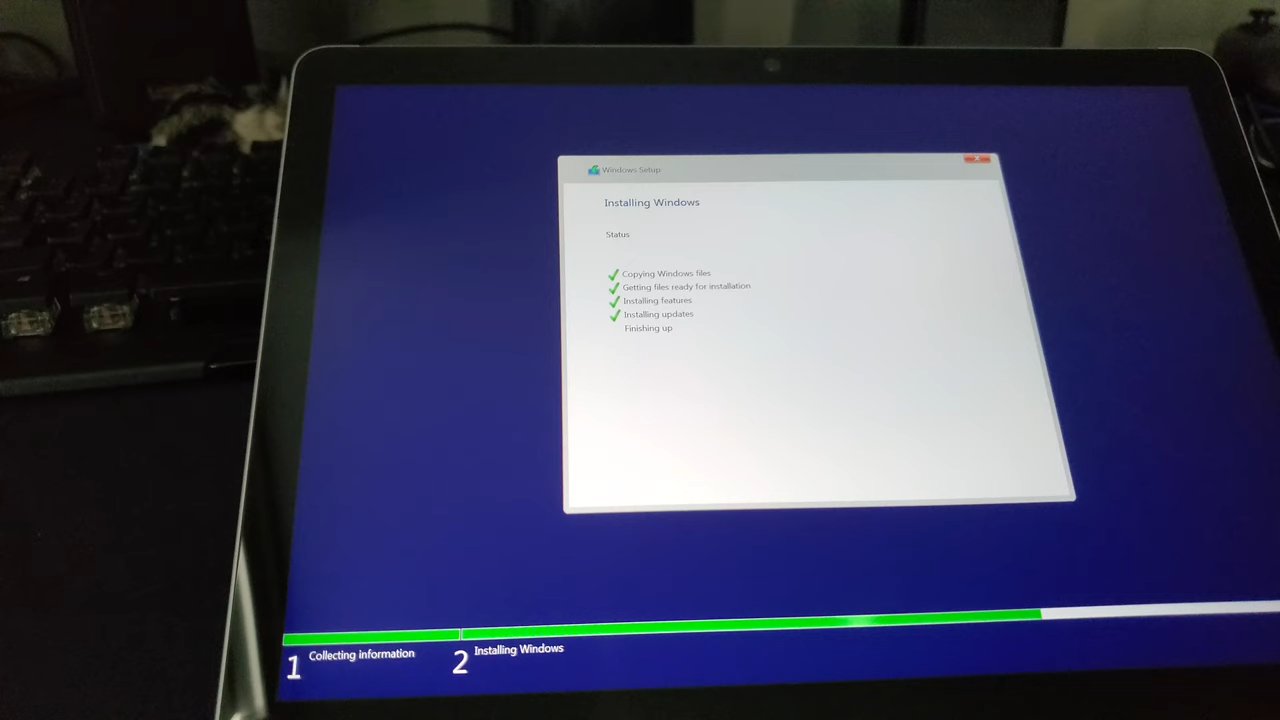 Windows Setup
Installing Windows
Status
Copying Windows files
Getting files ready for installation
Installing features
Installing updates
Finishing up
1 Collecting information
2 Installing Windows